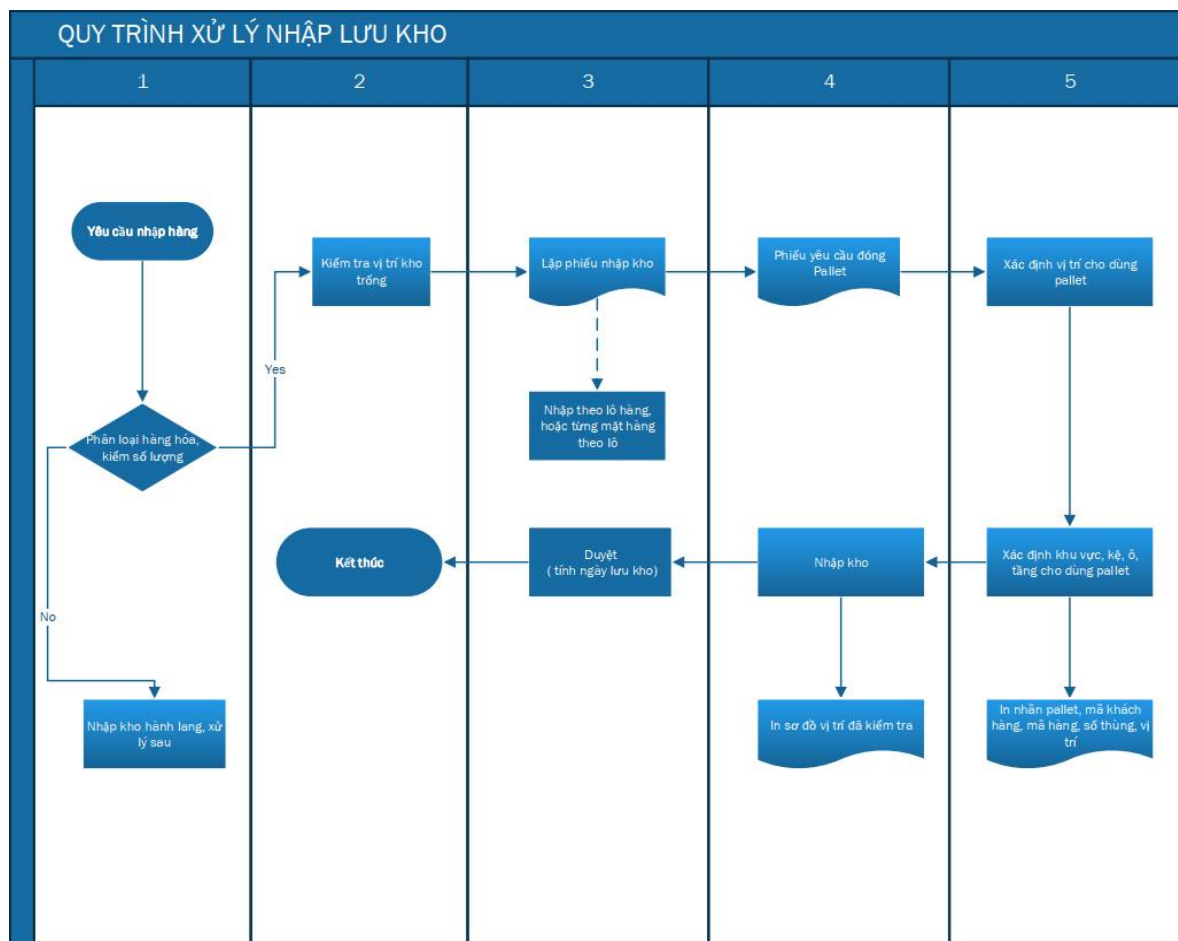 QUY TRÌNH XỬ LÝ NHẬP LƯU KHO
1
2
3
4
5
Yêu cầu nhập hàng
Phân loại hàng hóa,
kiểm số lượng
Yes
No
Nhập kho hành lang, xử
lý sau
Kiểm tra vị trí kho
trống
Lập phiếu nhập kho
Nhập theo lô hàng,
hoặc từng mặt hàng
theo lô
Phiếu yêu cầu đóng
Pallet
Xác định vị trí cho dùng
pallet
Xác định khu vực, kệ, ô,
tầng cho dùng pallet
In nhãn pallet, mã khách
hàng, mã hàng, số thùng, vị
trí
Nhập kho
In sơ đồ vị trí đã kiểm tra
Duyệt
( tính ngày lưu kho)
Kết thúc